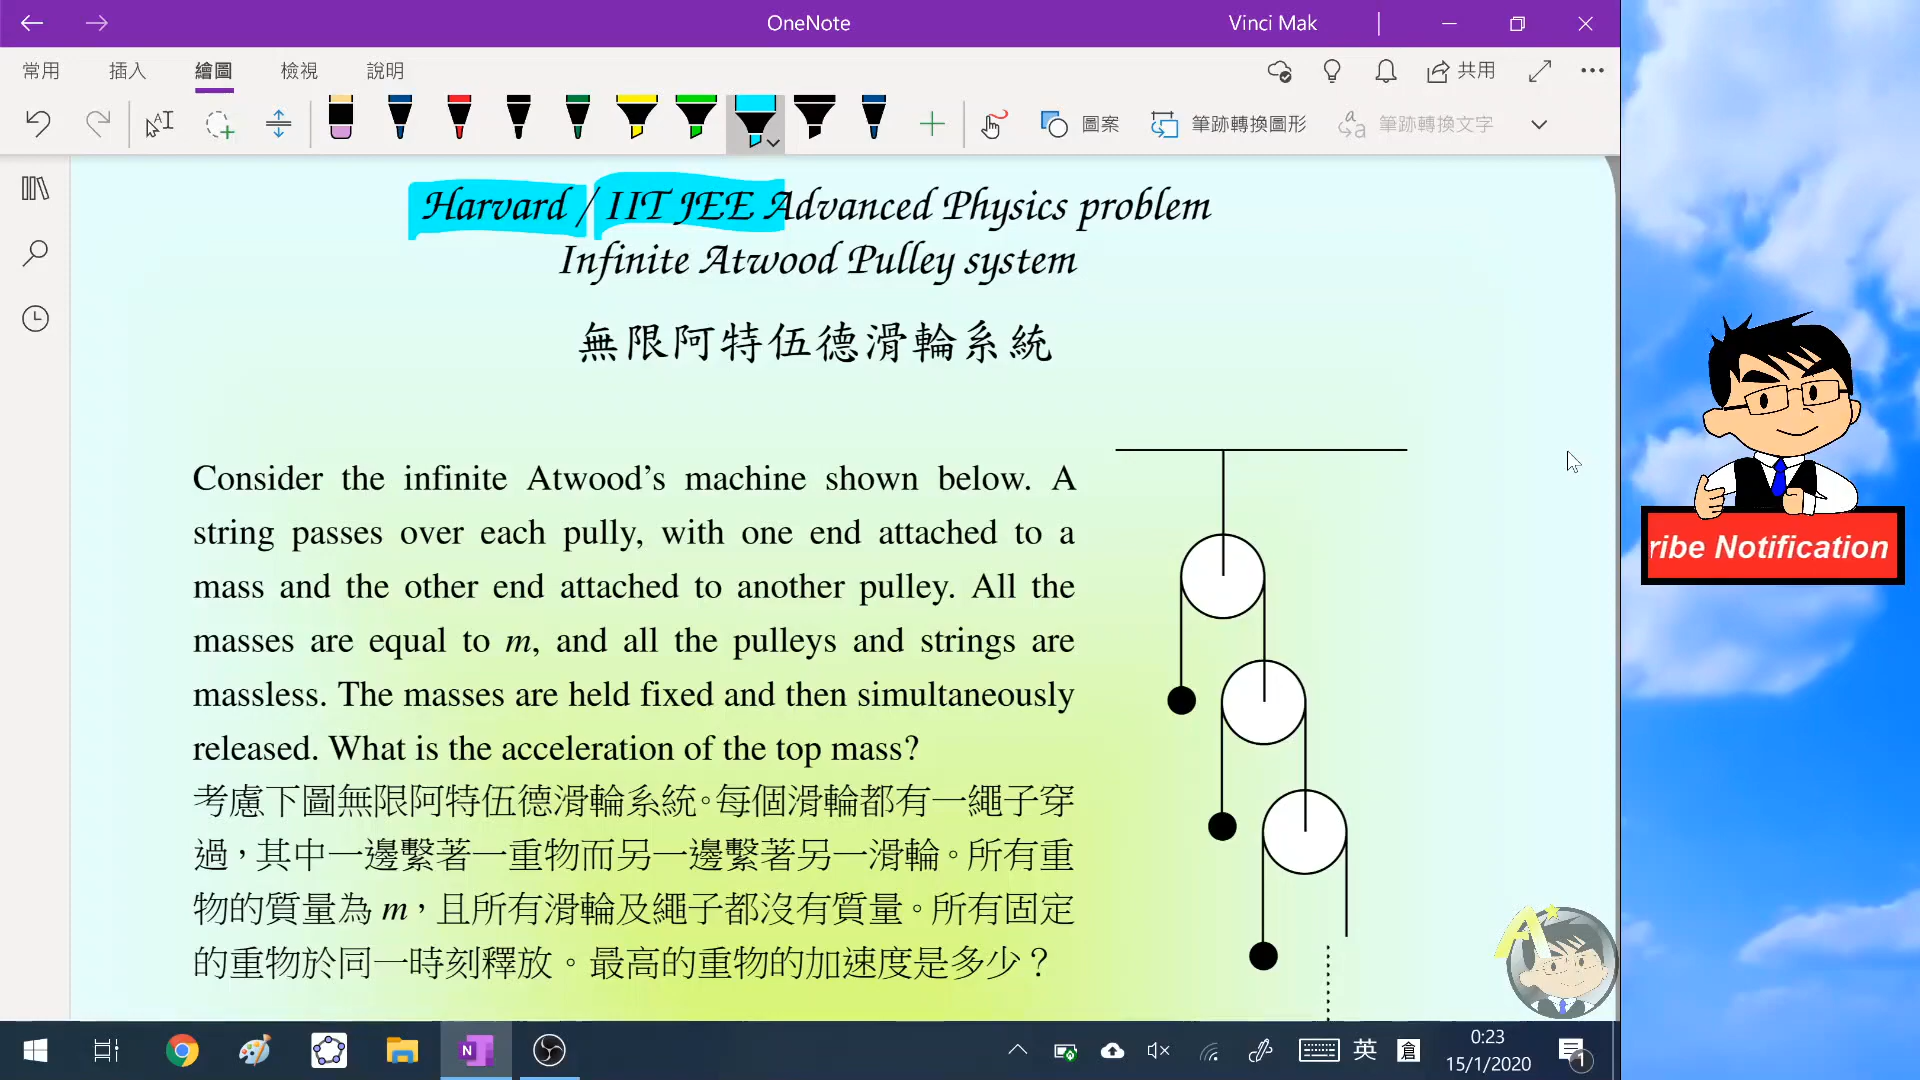 OneNote
Vinci Mak
常用 插入 繪圖 檢視 說明
共用
圖案 筆跡轉換圖形 筆跡轉換文字
Harvard / IIT JEE Advanced Physics problem
Infinite Atwood Pulley system
無限阿特伍德滑輪系統
Consider the infinite Atwood’s machine shown below. A
string passes over each pully, with one end attached to a
mass and the other end attached to another pulley. All the
masses are equal to m, and all the pulleys and strings are
massless. The masses are held fixed and then simultaneously
released. What is the acceleration of the top mass?
考慮下圖無限阿特伍德滑輪系統。每個滑輪都有一繩子穿
過，其中一邊繫著一重物而另一邊繫著另一滑輪。所有重
物的質量為 m，且所有滑輪及繩子都沒有質量。所有固定
的重物於同一時刻釋放。最高的重物的加速度是多少？
ribe Notification
A
N
英
倉
0:23
15/1/2020
1